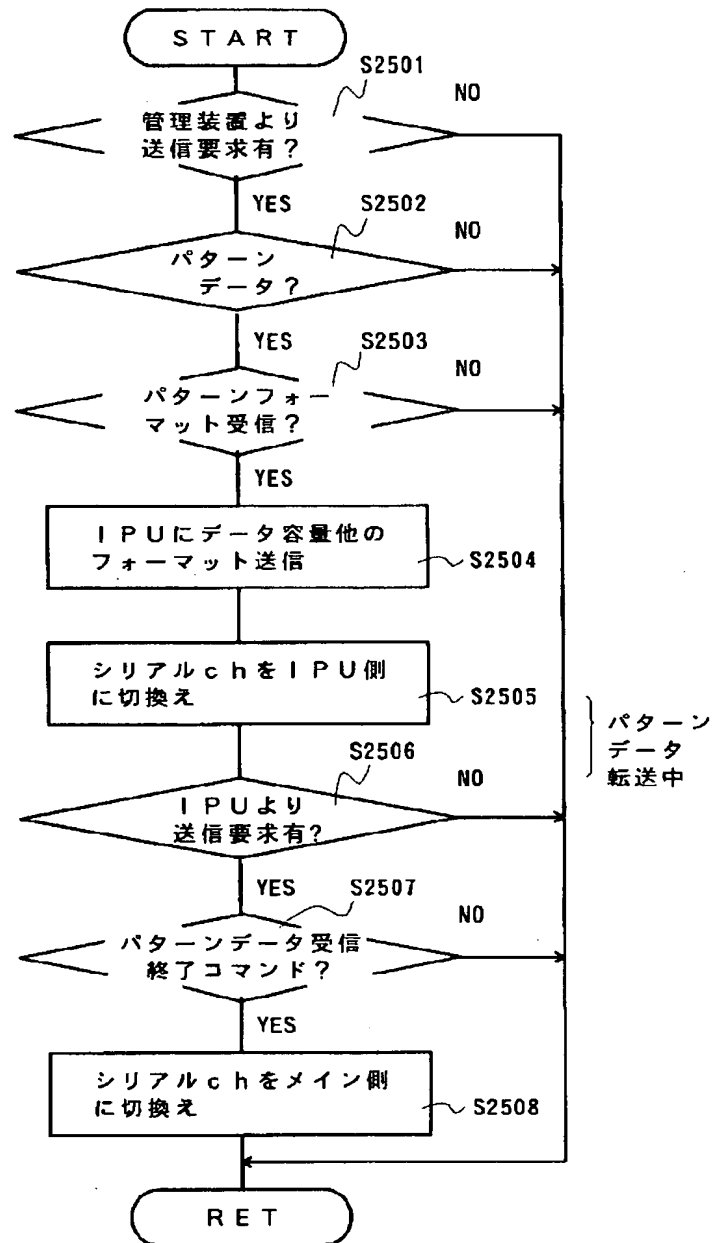 START
S2501
NO
管理装置より
送信要求有?
YES
S2502
NO
パターン
データ?
YES
S2503
NO
パターンフォー
マット受信?
YES
IPUにデータ容量他の
フォーマット送信
S2504
シリアルchをIPU側
に切換え
S2505
パターン
データ
転送中
S2506
NO
IPUより
送信要求有?
YES
S2507
NO
パターンデータ受信
終了コマンド?
YES
シリアルchをメイン側
に切換え
S2508
RET